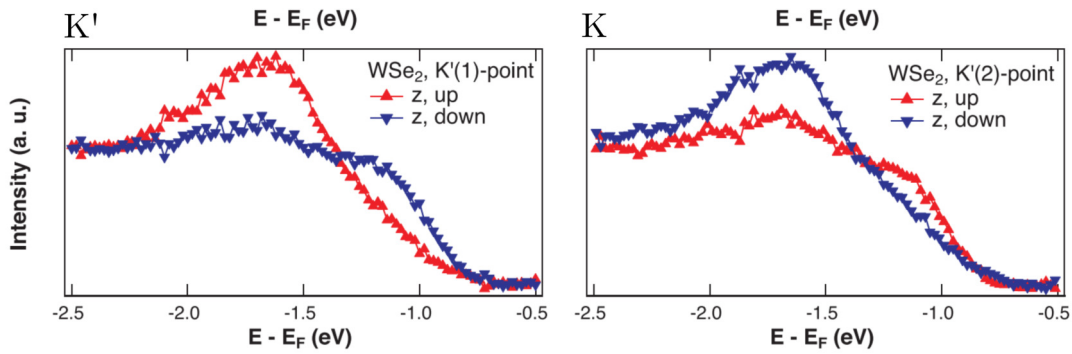 K'
E - E_F (eV)
WSe₂, K'(1)-point
z, up
z, down
Intensity (a. u.)
-2.5 -2.0 -1.5 -1.0 -0.5
E - E_F (eV)
K
E - E_F (eV)
WSe₂, K'(2)-point
z, up
z, down
-2.5 -2.0 -1.5 -1.0 -0.5
E - E_F (eV)